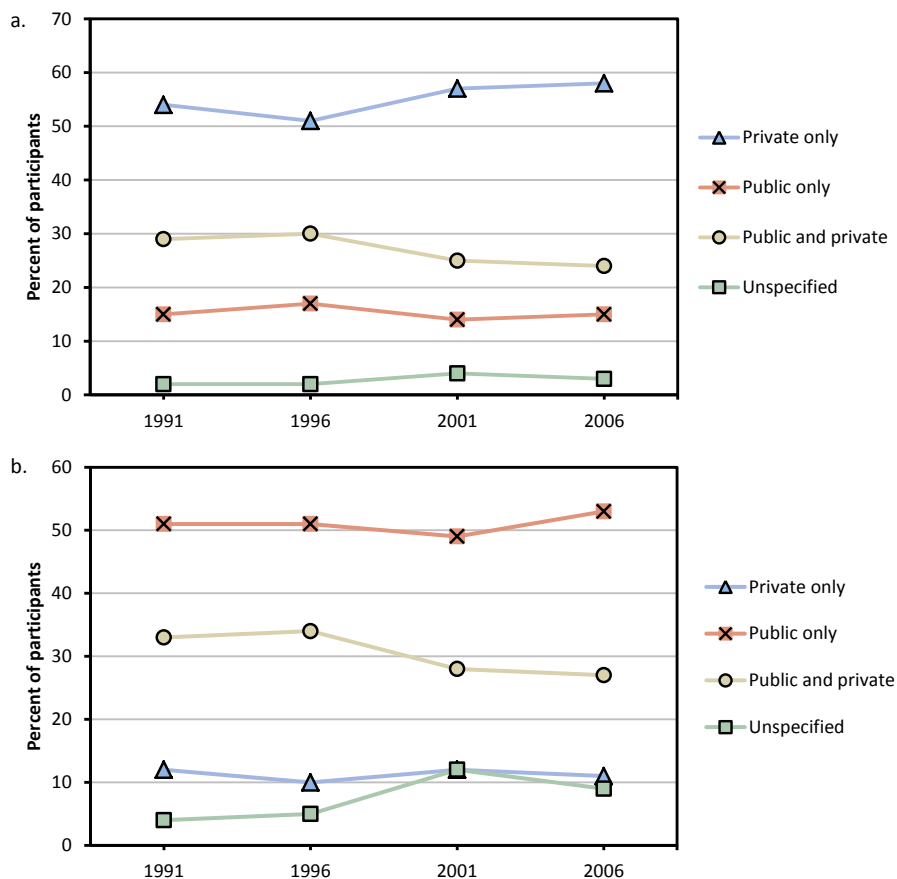 a.
70
60
50
40
30
20
10
0
Percent of participants
1991 1996 2001 2006
Private only
Public only
Public and private
Unspecified
b.
60
50
40
30
20
10
0
Percent of participants
1991 1996 2001 2006
Private only
Public only
Public and private
Unspecified